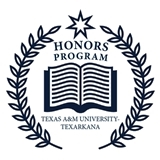 HONORS
PROGRAM
TEXAS A&M UNIVERSITY-
TEXARKANA